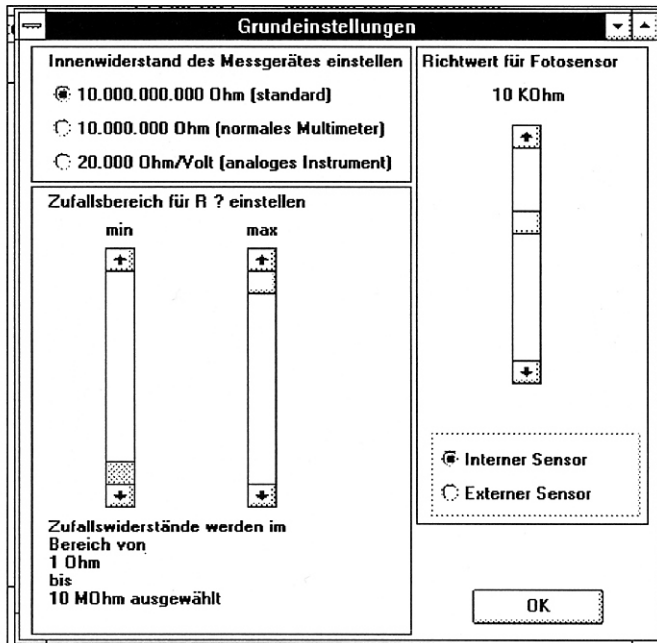 Grundeinstellungen
Innenwiderstand des Messgerätes einstellen
10.000.000.000 Ohm (standard)
10.000.000 Ohm (normales Multimeter)
20.000 Ohm/Volt (analoges Instrument)
Zufallsbereich für R ? einstellen
min
max
Zufallswiderstände werden im
Bereich von
1 Ohm
bis
10 MOhm ausgewählt
Richtwert für Fotosensor
10 KOhm
Interner Sensor
Externer Sensor
OK